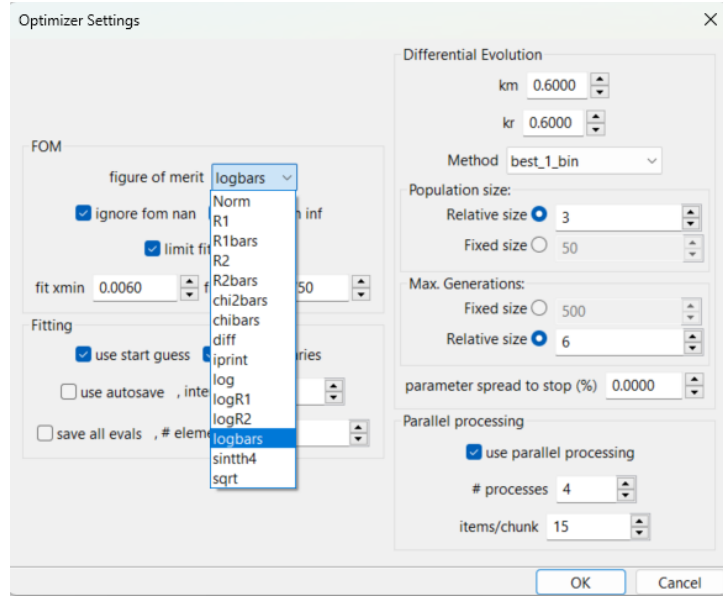 Optimizer Settings
FOM
figure of merit logbars
ignore fom nan
inf
limit
fit xmin 0.0060
50
Norm
R1
R1bars
R2
R2bars
chi2bars
chibars
diff
iprint
log
logR1
logR2
logbars
sintth4
sqrt
Fitting
use start guess
use autosave , inte
save all evals , # eleme
Differential Evolution
km 0.6000
kr 0.6000
Method best_1_bin
Population size:
Relative size 3
Fixed size 50
Max. Generations:
Fixed size 500
Relative size 6
parameter spread to stop (%) 0.0000
Parallel processing
use parallel processing
# processes 4
items/chunk 15
OK Cancel